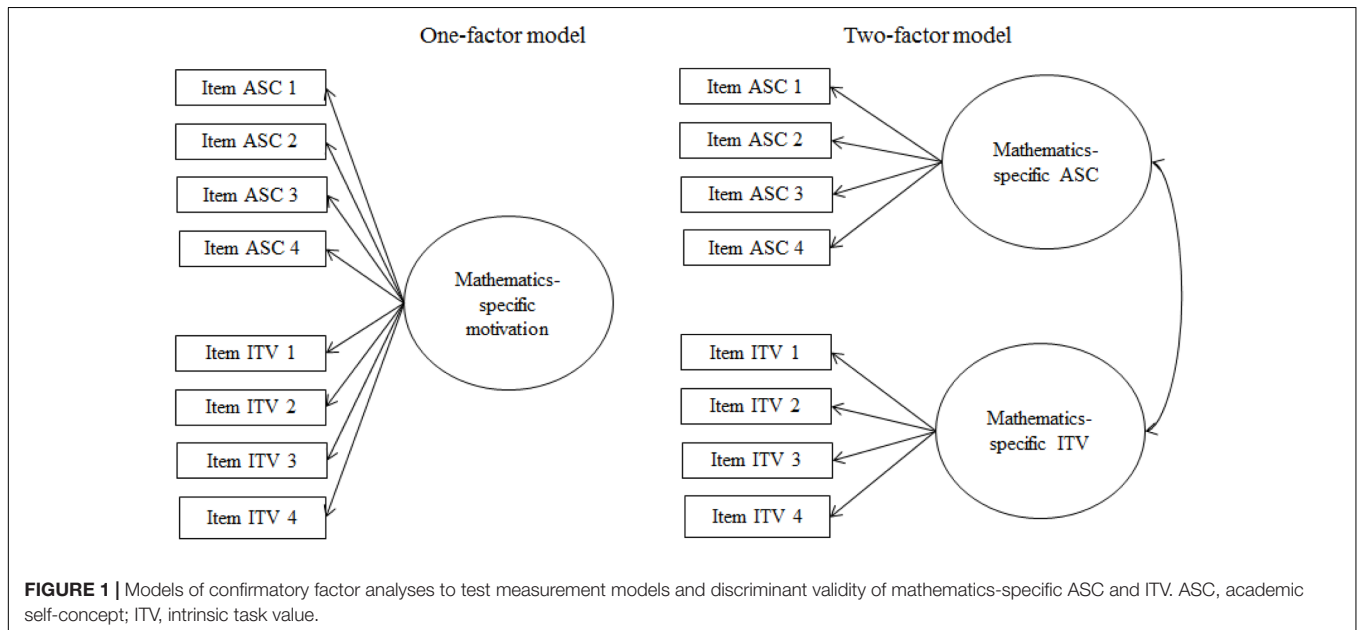 One-factor model
Item ASC 1
Item ASC 2
Item ASC 3
Item ASC 4
Item ITV 1
Item ITV 2
Item ITV 3
Item ITV 4
Mathematics-
specific
motivation
Two-factor model
Item ASC 1
Item ASC 2
Item ASC 3
Item ASC 4
Mathematics-
specific ASC
Item ITV 1
Item ITV 2
Item ITV 3
Item ITV 4
Mathematics-
specific ITV
FIGURE 1 | Models of confirmatory factor analyses to test measurement models and discriminant validity of mathematics-specific ASC and ITV. ASC, academic
self-concept; ITV, intrinsic task value.